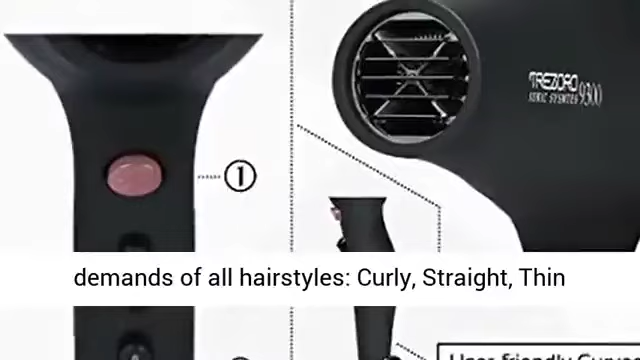 ①
TREZORO
9300
demands of all hairstyles: Curly, Straight, Thin